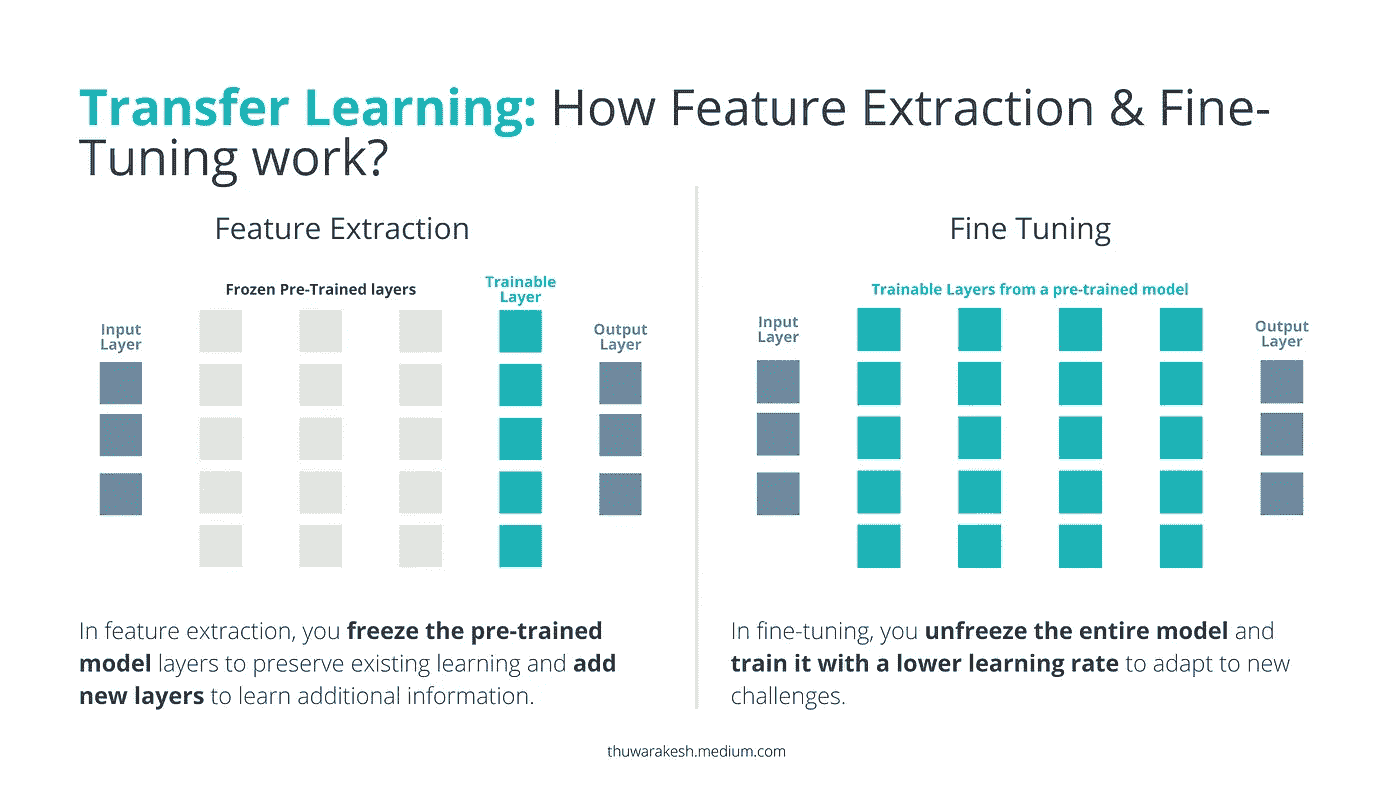 Transfer Learning: How Feature Extraction & Fine-
Tuning work?
Feature Extraction
Frozen Pre-Trained layers
Trainable
Layer
Input
Layer
Output
Layer
In feature extraction, you freeze the pre-trained
model layers to preserve existing learning and add
new layers to learn additional information.
Fine Tuning
Trainable Layers from a pre-trained model
Input
Layer
Output
Layer
In fine-tuning, you unfreeze the entire model and
train it with a lower learning rate to adapt to new
challenges.
thuwarakesh.medium.com